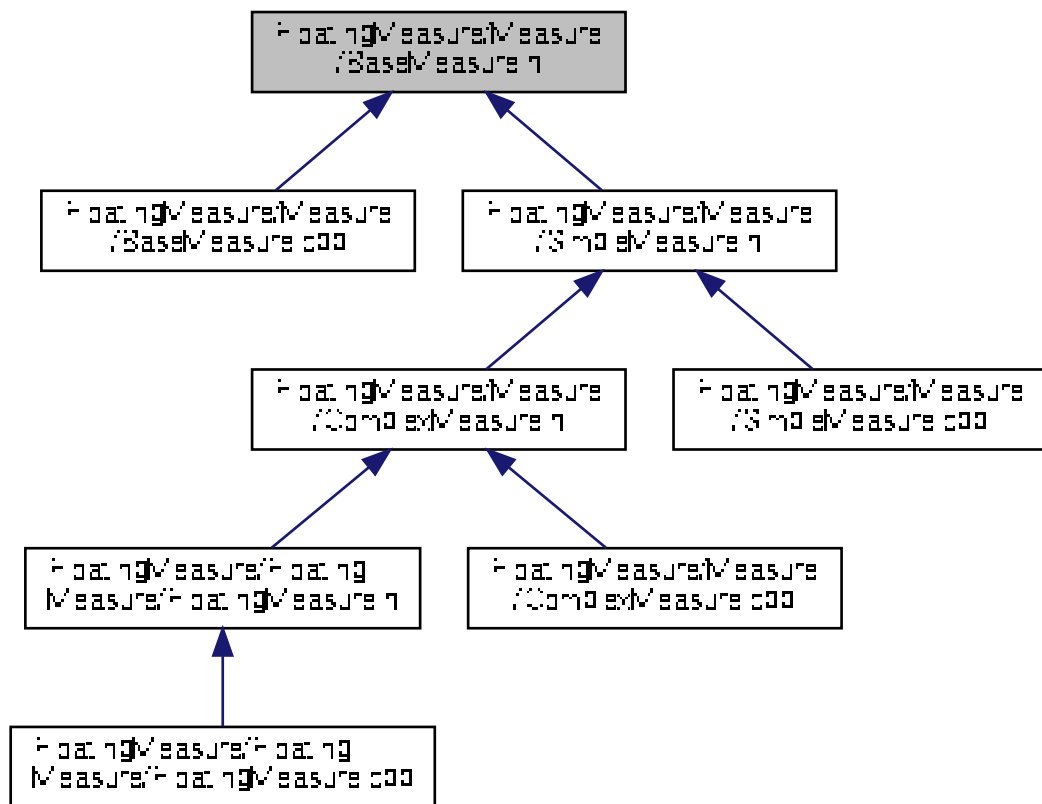 FloatingMeasure/Measure
/BaseMeasure.h
FloatingMeasure/Measure
/BaseMeasure.cpp
FloatingMeasure/Measure
/SimpleMeasure.h
FloatingMeasure/Measure
/ComplexMeasure.h
FloatingMeasure/Measure
/SimpleMeasure.cpp
FloatingMeasure/Floating
Measure/FloatingMeasure.h
FloatingMeasure/Measure
/ComplexMeasure.cpp
FloatingMeasure/Floating
Measure/FloatingMeasure.cpp